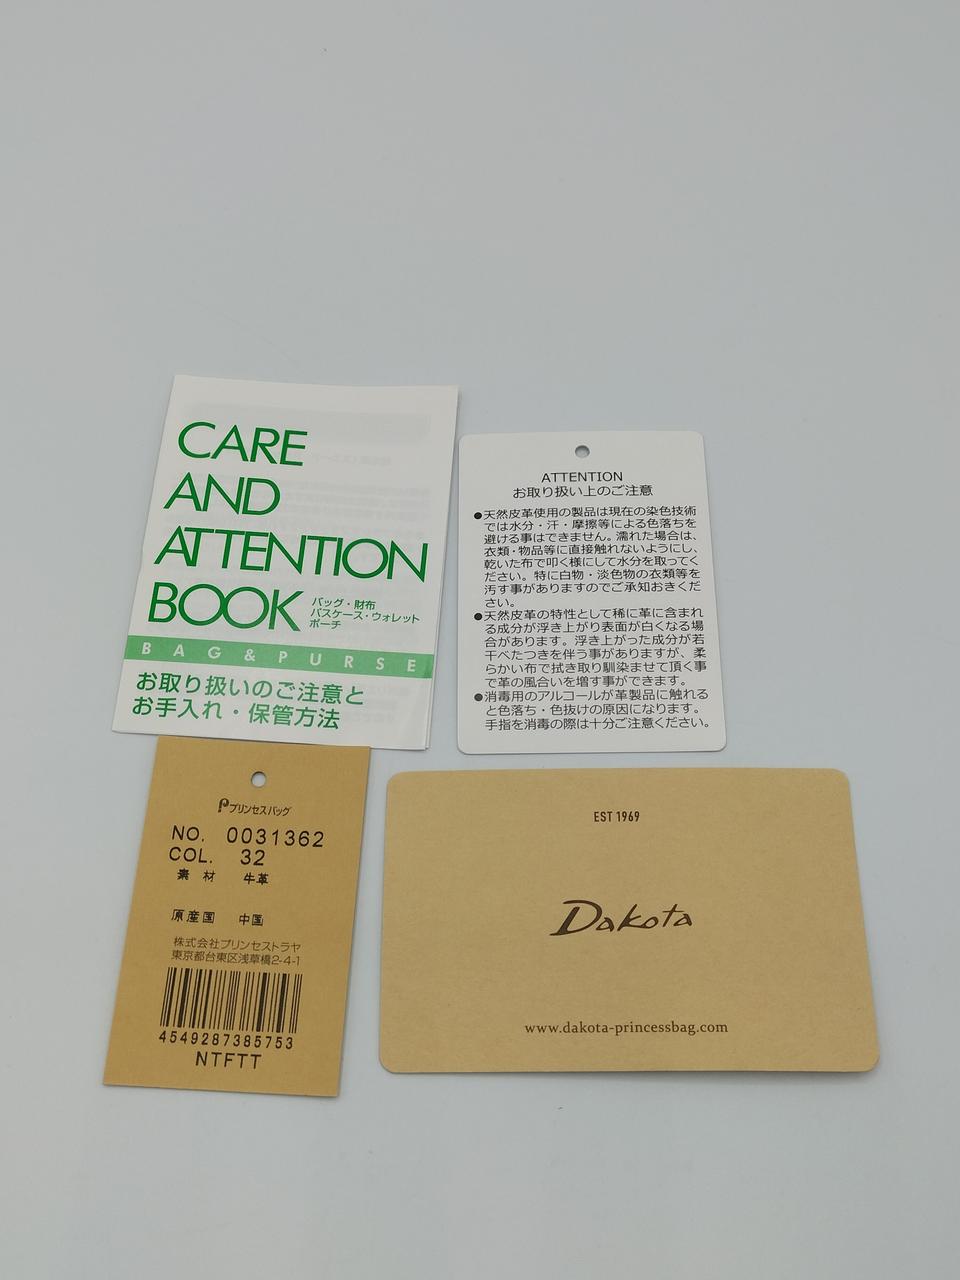 CARE
AND
ATTENTION
BOOK
バッグ・財布
パスケース・ウォレット
ポーチ
BAG & PURSE
お取り扱いのご注意と
お手入れ・保管方法
ATTENTION
お取り扱い上のご注意
●天然皮革使用の製品は現在の染色技術
では水分・汗・摩擦等による色落ちを
避ける事はできません。濡れた場合は、
衣類・物品等に直接触れないようにし、
乾いた布で叩く様にして水分を取ってく
ださい。特に白物・淡色物の衣類等を
汚す事がありますのでご承知おきくだ
さい。
●天然皮革の特性として稀に革に含まれ
る成分が浮き上がり表面が白くなる場
合があります。浮き上がった成分が若
干べたつきを伴う事がありますが、柔
らかい布で拭き取り馴染ませて頂く事
で革の風合いを増す事ができます。
●消毒用のアルコールが革製品に触れる
と色落ち・色抜けの原因になります。
手指を消毒の際は十分ご注意ください。
プリンセスバッグ
NO. 0031362
COL. 32
素材 牛革
原産国 中国
株式会社プリンセストラヤ
東京都台東区浅草橋2-4-1
4549287385753
NTFTT
EST 1969
Dakota
www.dakota-princessbag.com